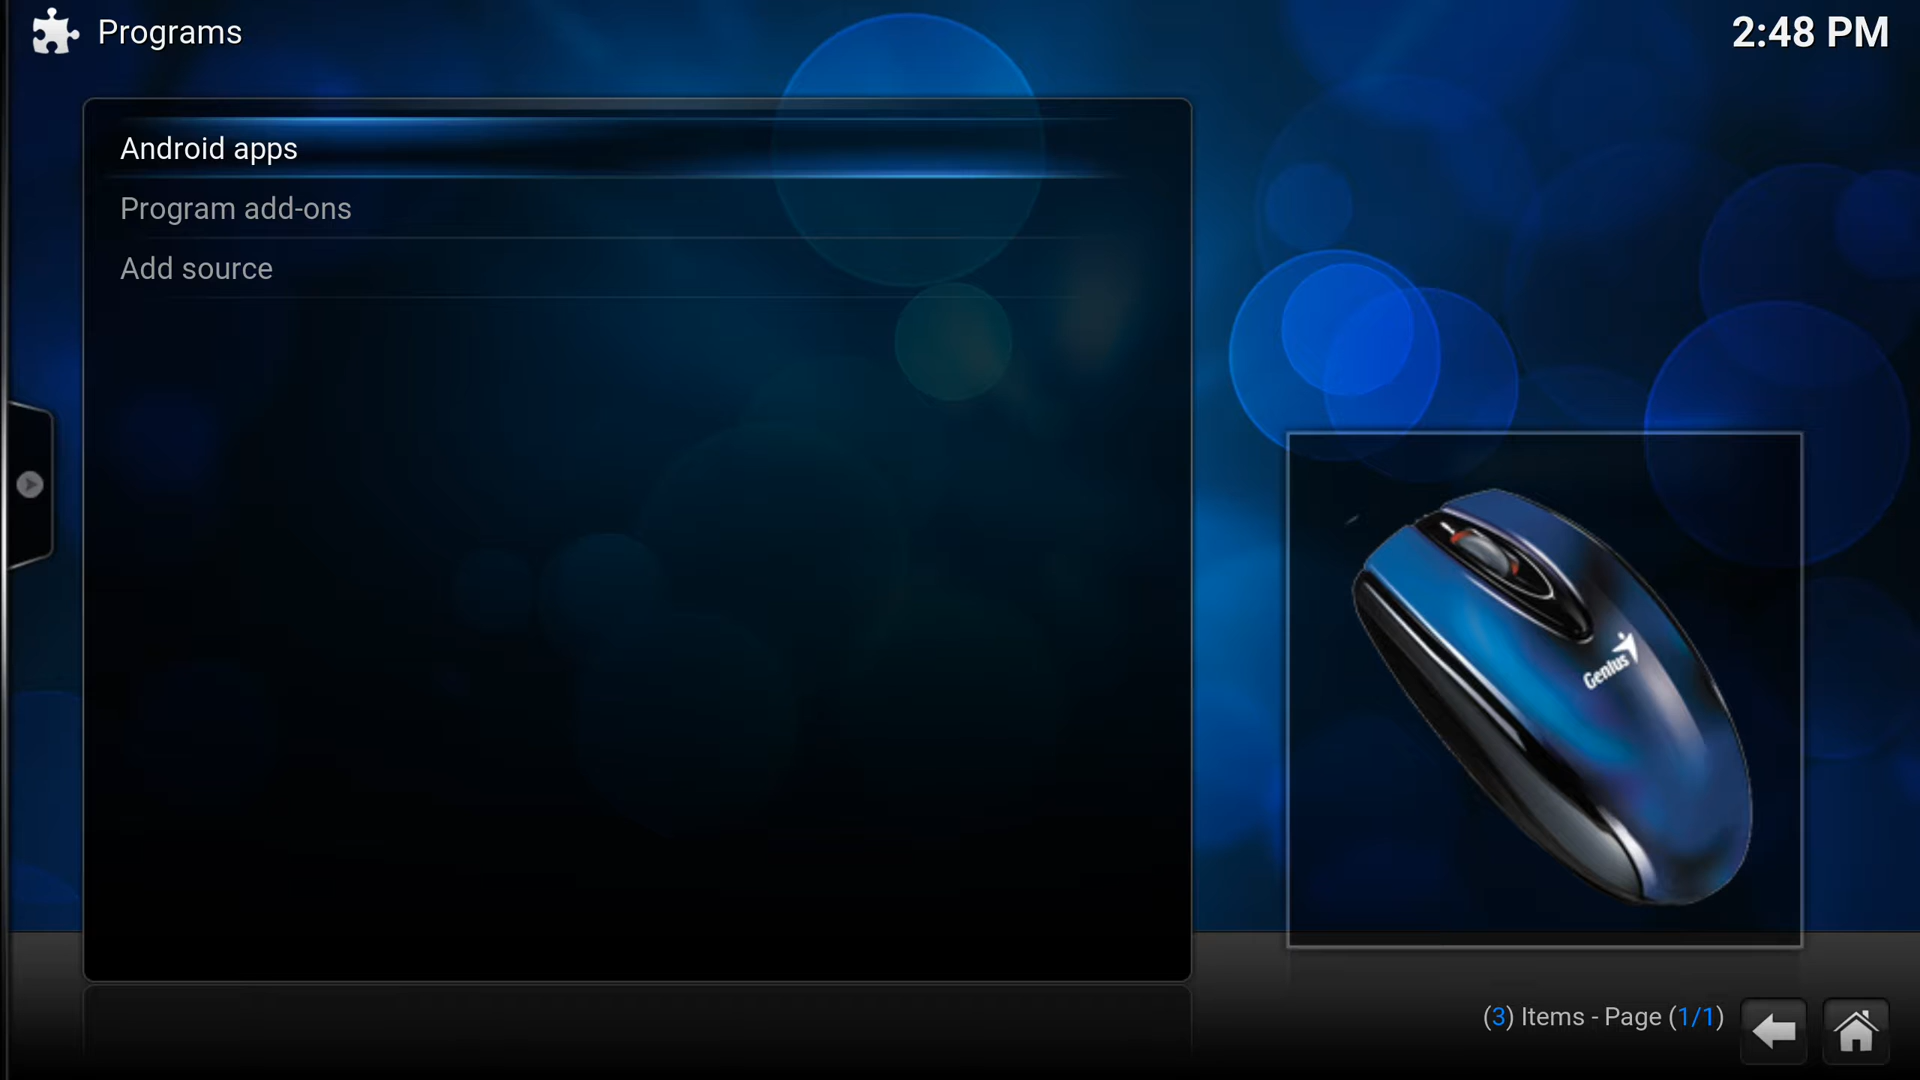 Programs
2:48 PM
Android apps
Program add-ons
Add source
Genius
(3) Items - Page (1/1)